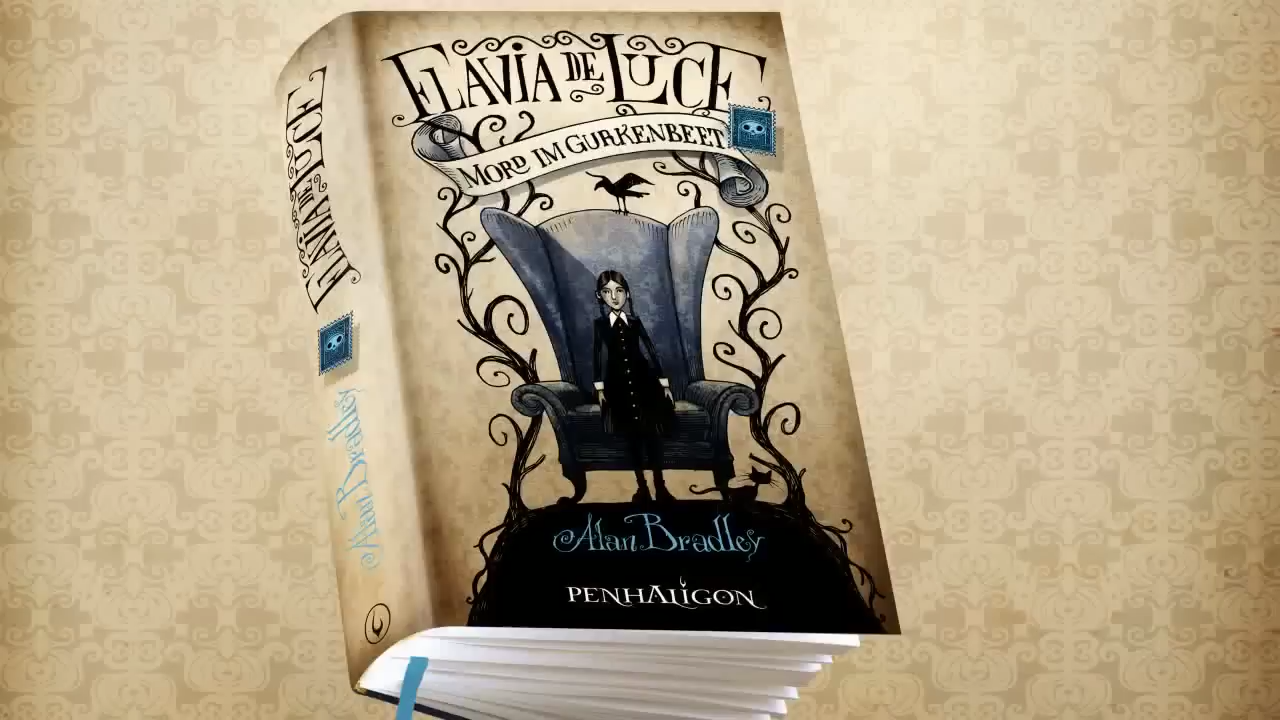 FLAVIA DE LUCE
MORD IM GURKENBEET
Alan Bradley
PENHALIGON
FLAVIA DE LUCE
Alan Bradley